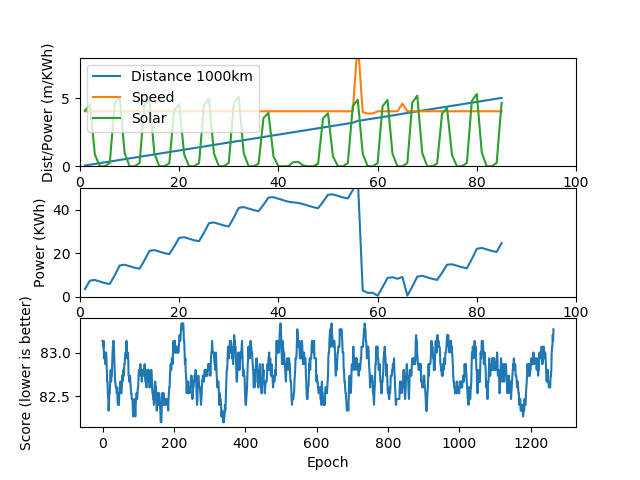 Dist/Power (m/KWh)
5
0
Distance 1000km
Speed
Solar
0 20 40 60 80 100
Power (KWh)
40
20
0
0 20 40 60 80 100
Score (lower is better)
83.0
82.5
0 200 400 600 800 1000 1200
Epoch